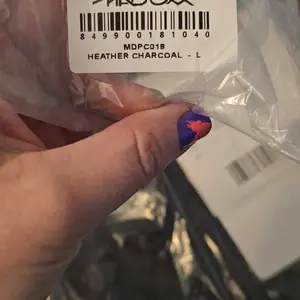 849900181040
MDPC018
HEATHER CHARCOAL - L